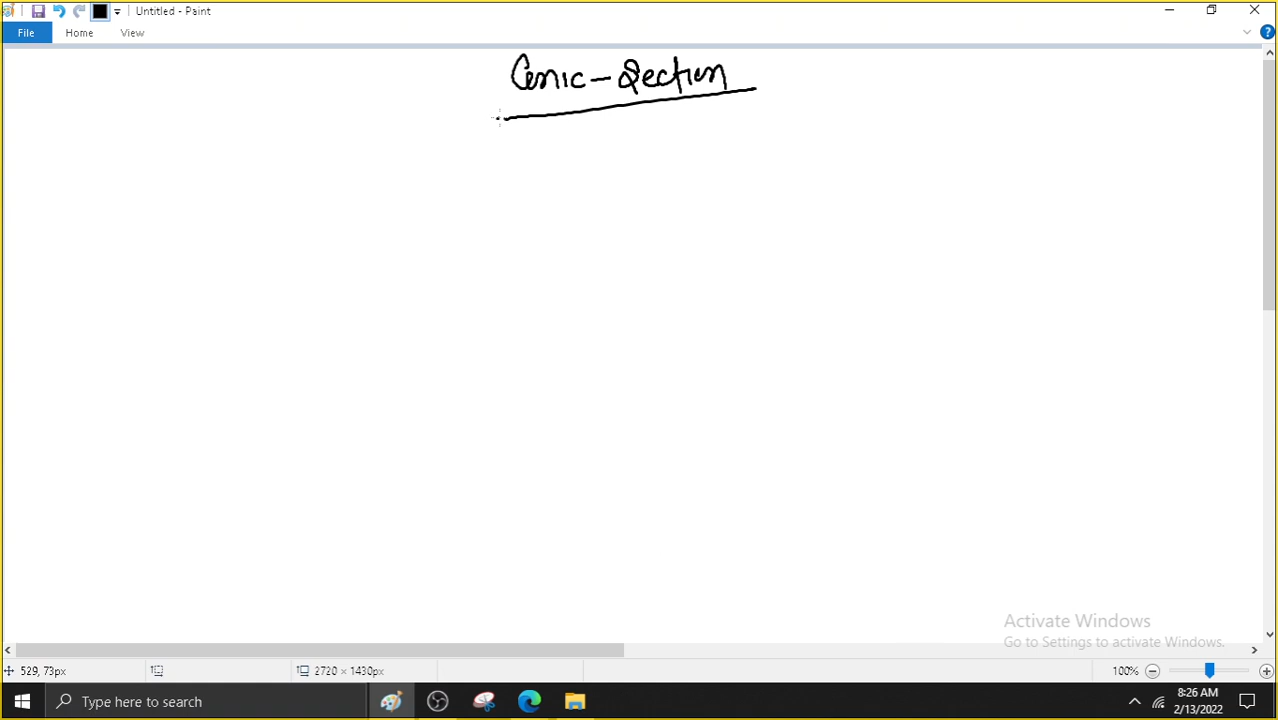 Untitled - Paint
File Home View
Conic - Section
Activate Windows
Go to Settings to activate Windows.
529, 73px
2720 × 1430px
100%
Type here to search
8:26 AM
2/13/2022